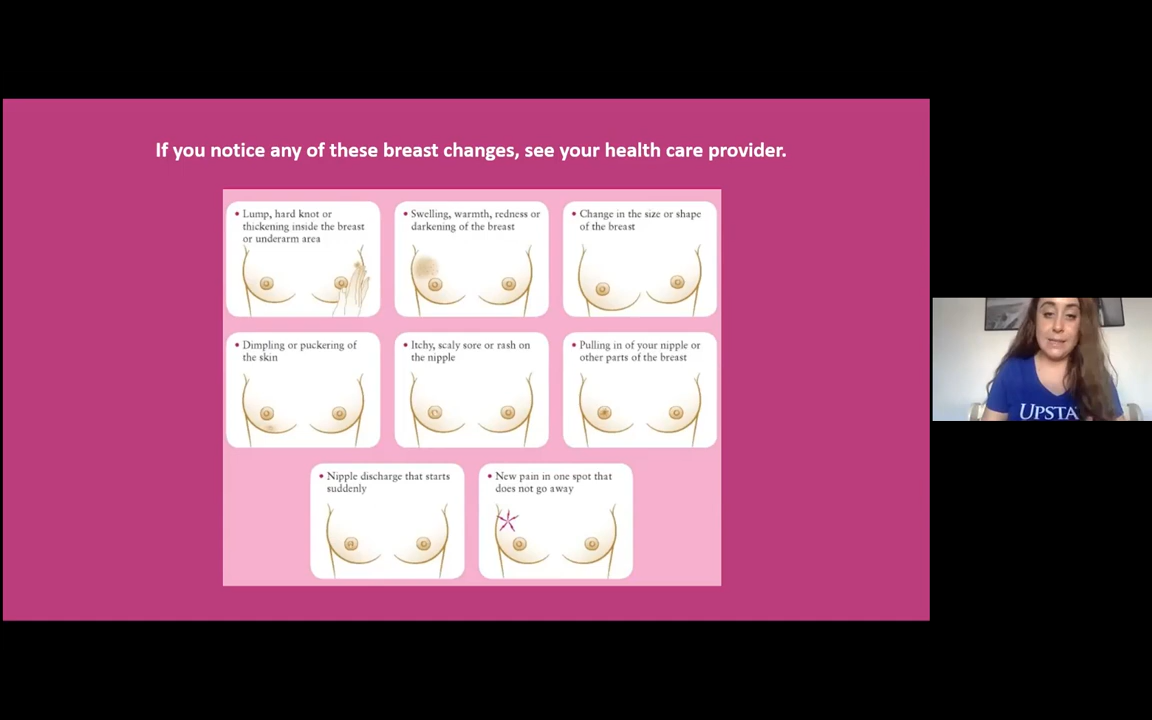 If you notice any of these breast changes, see your health care provider.
• Lump, hard knot or
thickening inside the breast
or underarm area
• Swelling, warmth, redness or
darkening of the breast
• Change in the size or shape
of the breast
• Dimpling or puckering of
the skin
• Itchy, scaly sore or rash on
the nipple
• Pulling in of your nipple or
other parts of the breast
• Nipple discharge that starts
suddenly
• New pain in one spot that
does not go away
UPSTA